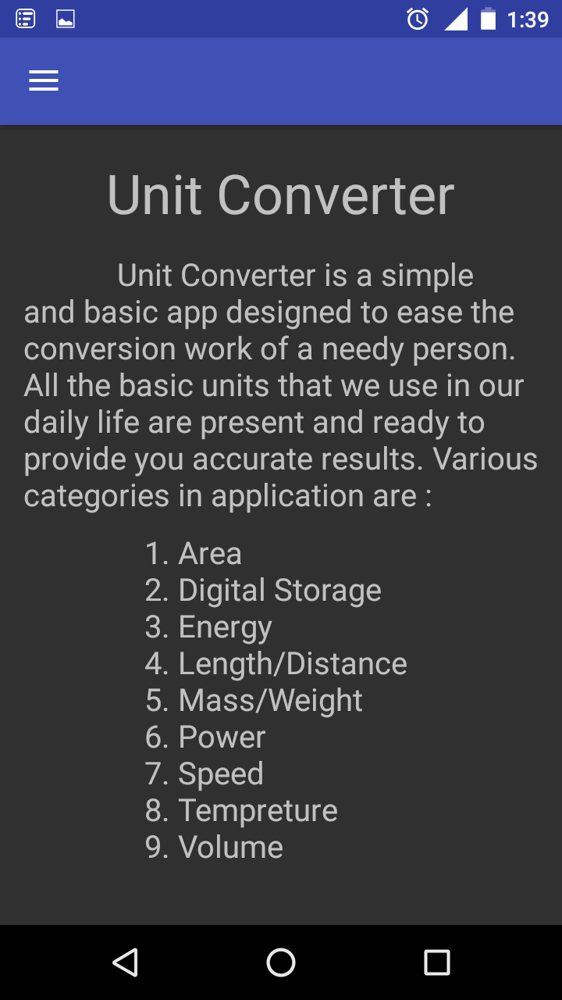 1:39
Unit Converter
Unit Converter is a simple
and basic app designed to ease the
conversion work of a needy person.
All the basic units that we use in our
daily life are present and ready to
provide you accurate results. Various
categories in application are :
1. Area
2. Digital Storage
3. Energy
4. Length/Distance
5. Mass/Weight
6. Power
7. Speed
8. Tempreture
9. Volume